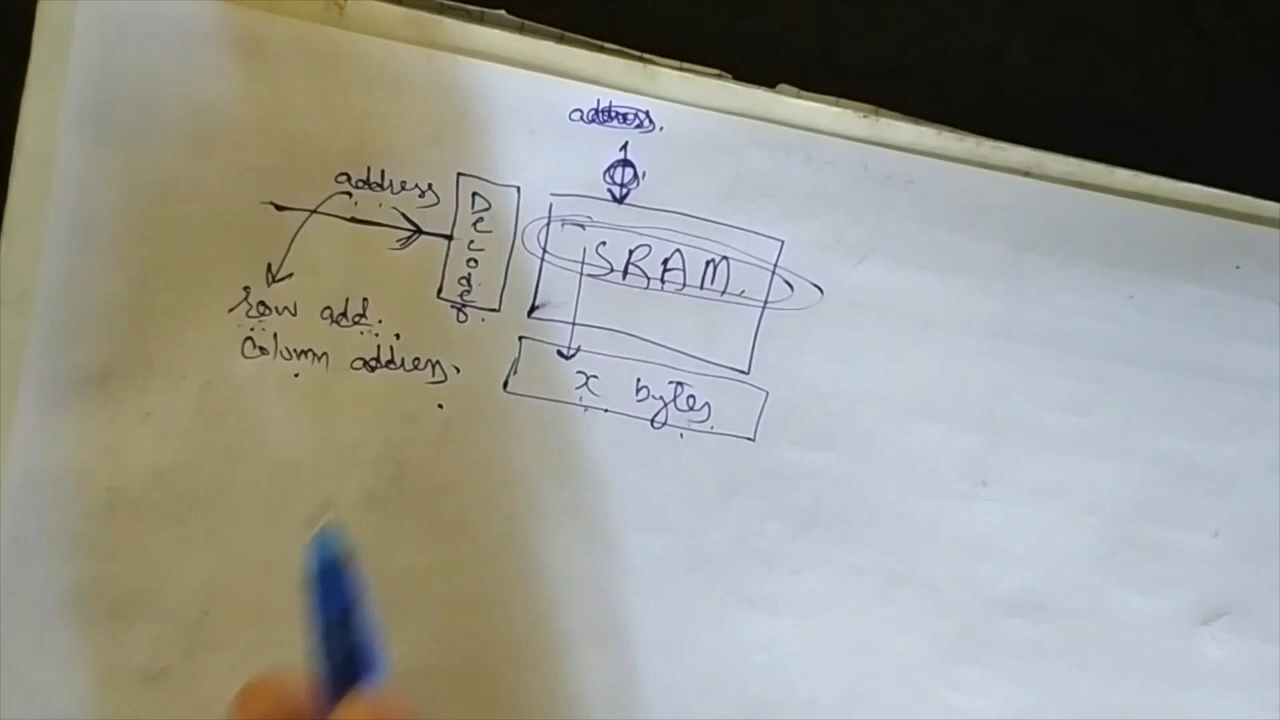 address.
address
Decoder.
SRAM.
row add.
column address.
x bytes.